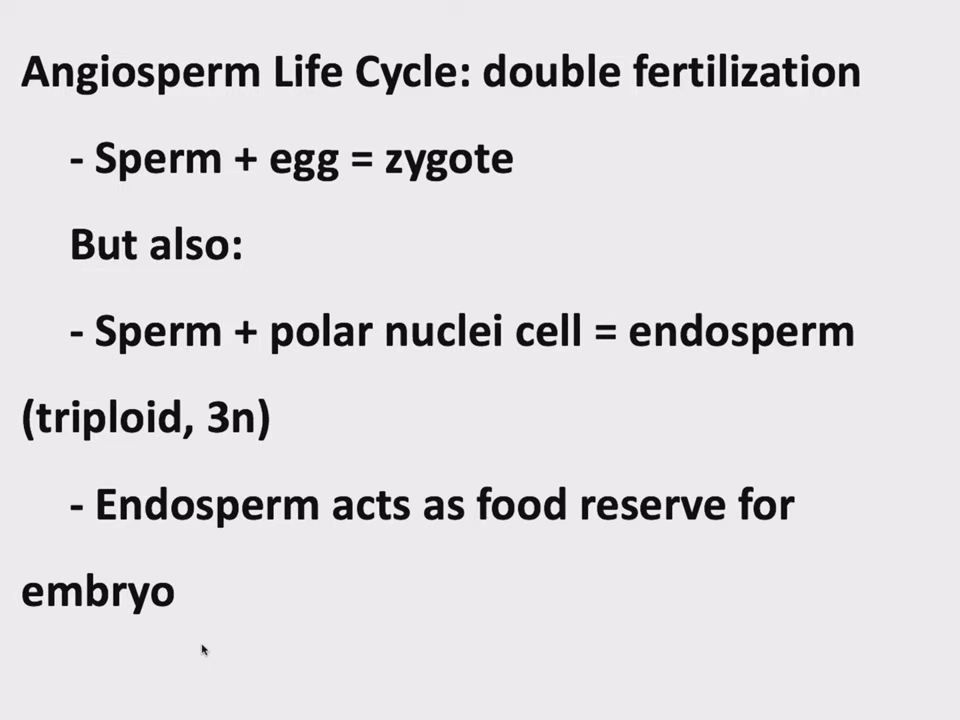 Angiosperm Life Cycle: double fertilization
- Sperm + egg = zygote
But also:
- Sperm + polar nuclei cell = endosperm
(triploid, 3n)
- Endosperm acts as food reserve for
embryo